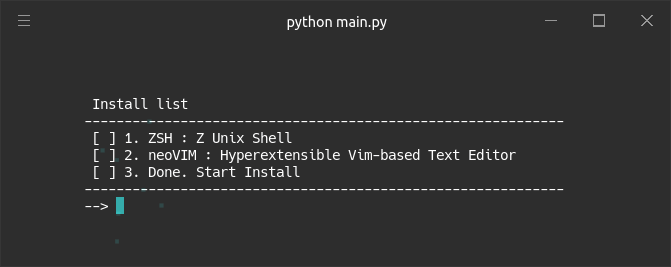 python main.py
Install list
------------------------------------------------------------
[ ] 1. ZSH : Z Unix Shell
[ ] 2. neoVIM : Hyperextensible Vim-based Text Editor
[ ] 3. Done. Start Install
------------------------------------------------------------
-->